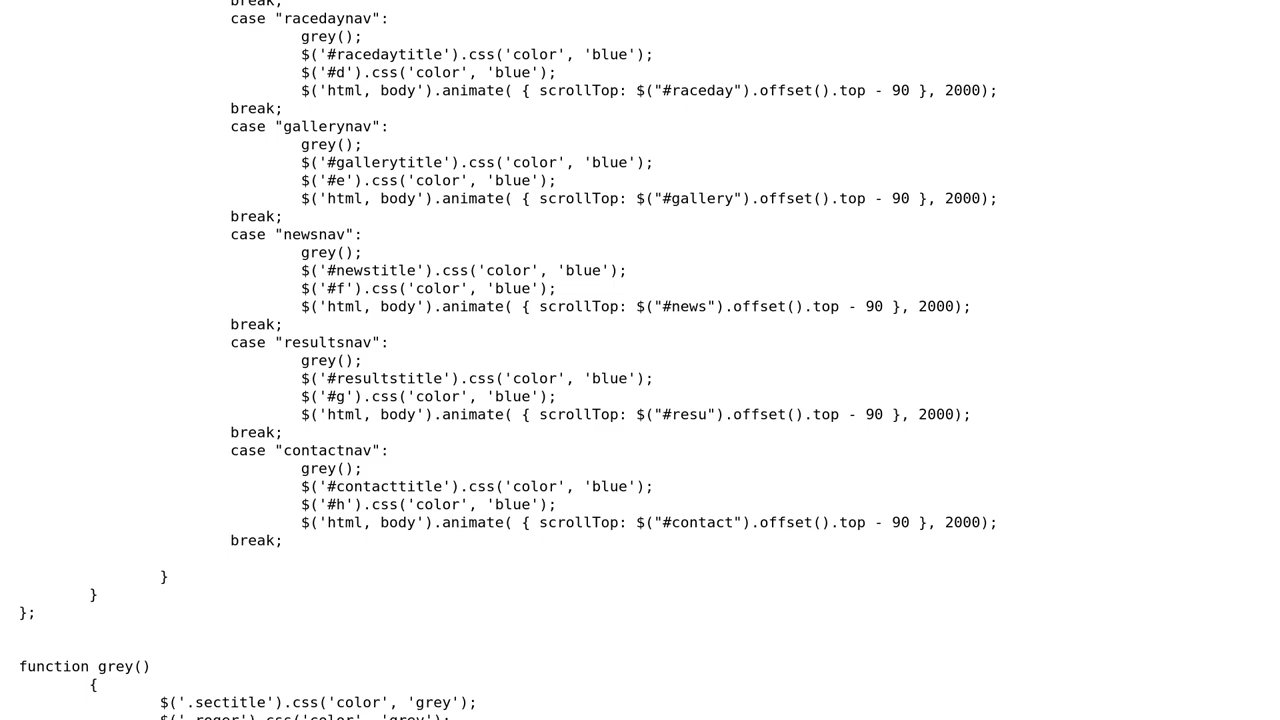 break;
case "racedaynav":
grey();
$('#racedaytitle').css('color', 'blue');
$('#d').css('color', 'blue');
$('html, body').animate( { scrollTop: $("#raceday").offset().top - 90 }, 2000);
break;
case "gallerynav":
grey();
$('#gallerytitle').css('color', 'blue');
$('#e').css('color', 'blue');
$('html, body').animate( { scrollTop: $("#gallery").offset().top - 90 }, 2000);
break;
case "newsnav":
grey();
$('#newstitle').css('color', 'blue');
$('#f').css('color', 'blue');
$('html, body').animate( { scrollTop: $("#news").offset().top - 90 }, 2000);
break;
case "resultsnav":
grey();
$('#resultstitle').css('color', 'blue');
$('#g').css('color', 'blue');
$('html, body').animate( { scrollTop: $("#resu").offset().top - 90 }, 2000);
break;
case "contactnav":
grey();
$('#contacttitle').css('color', 'blue');
$('#h').css('color', 'blue');
$('html, body').animate( { scrollTop: $("#contact").offset().top - 90 }, 2000);
break;
}
}
};
function grey()
{
$('.sectitle').css('color', 'grey');
$('.roger').css('color', 'grey');